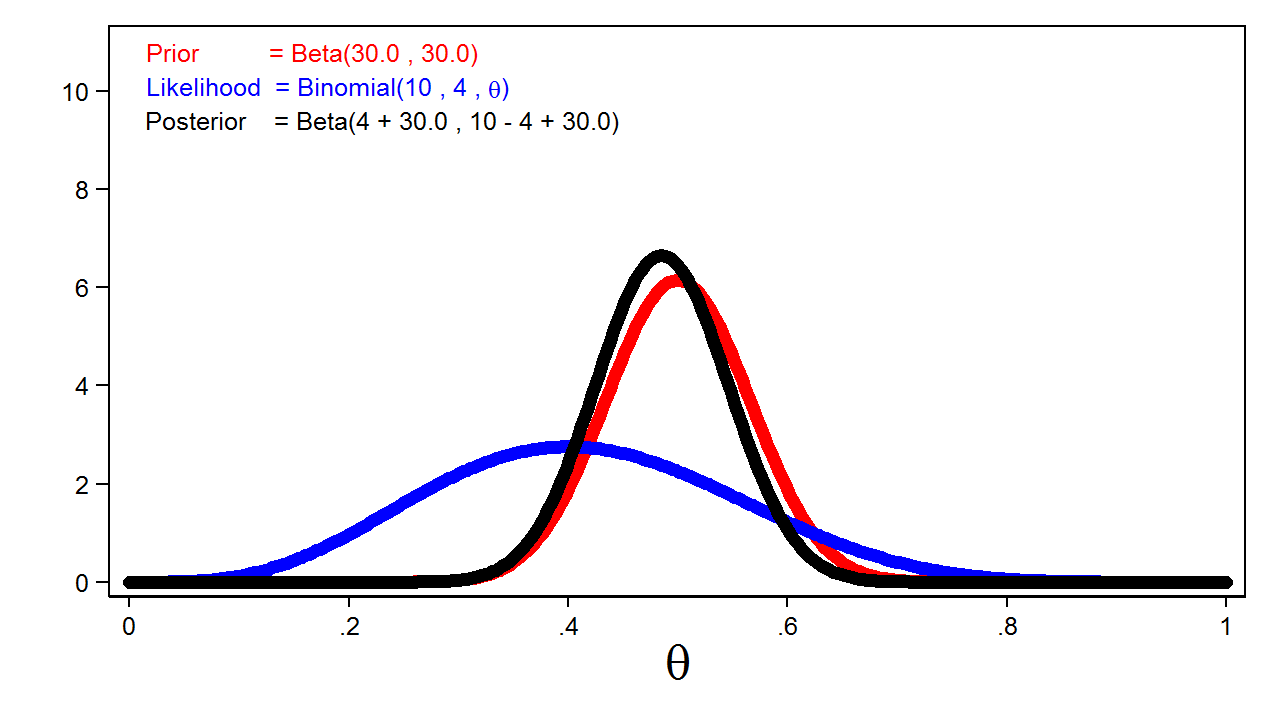 Prior = Beta(30.0 , 30.0)
Likelihood = Binomial(10 , 4 , θ)
Posterior = Beta(4 + 30.0 , 10 - 4 + 30.0)
10
8
6
4
2
0
0 .2 .4 .6 .8 1
θ